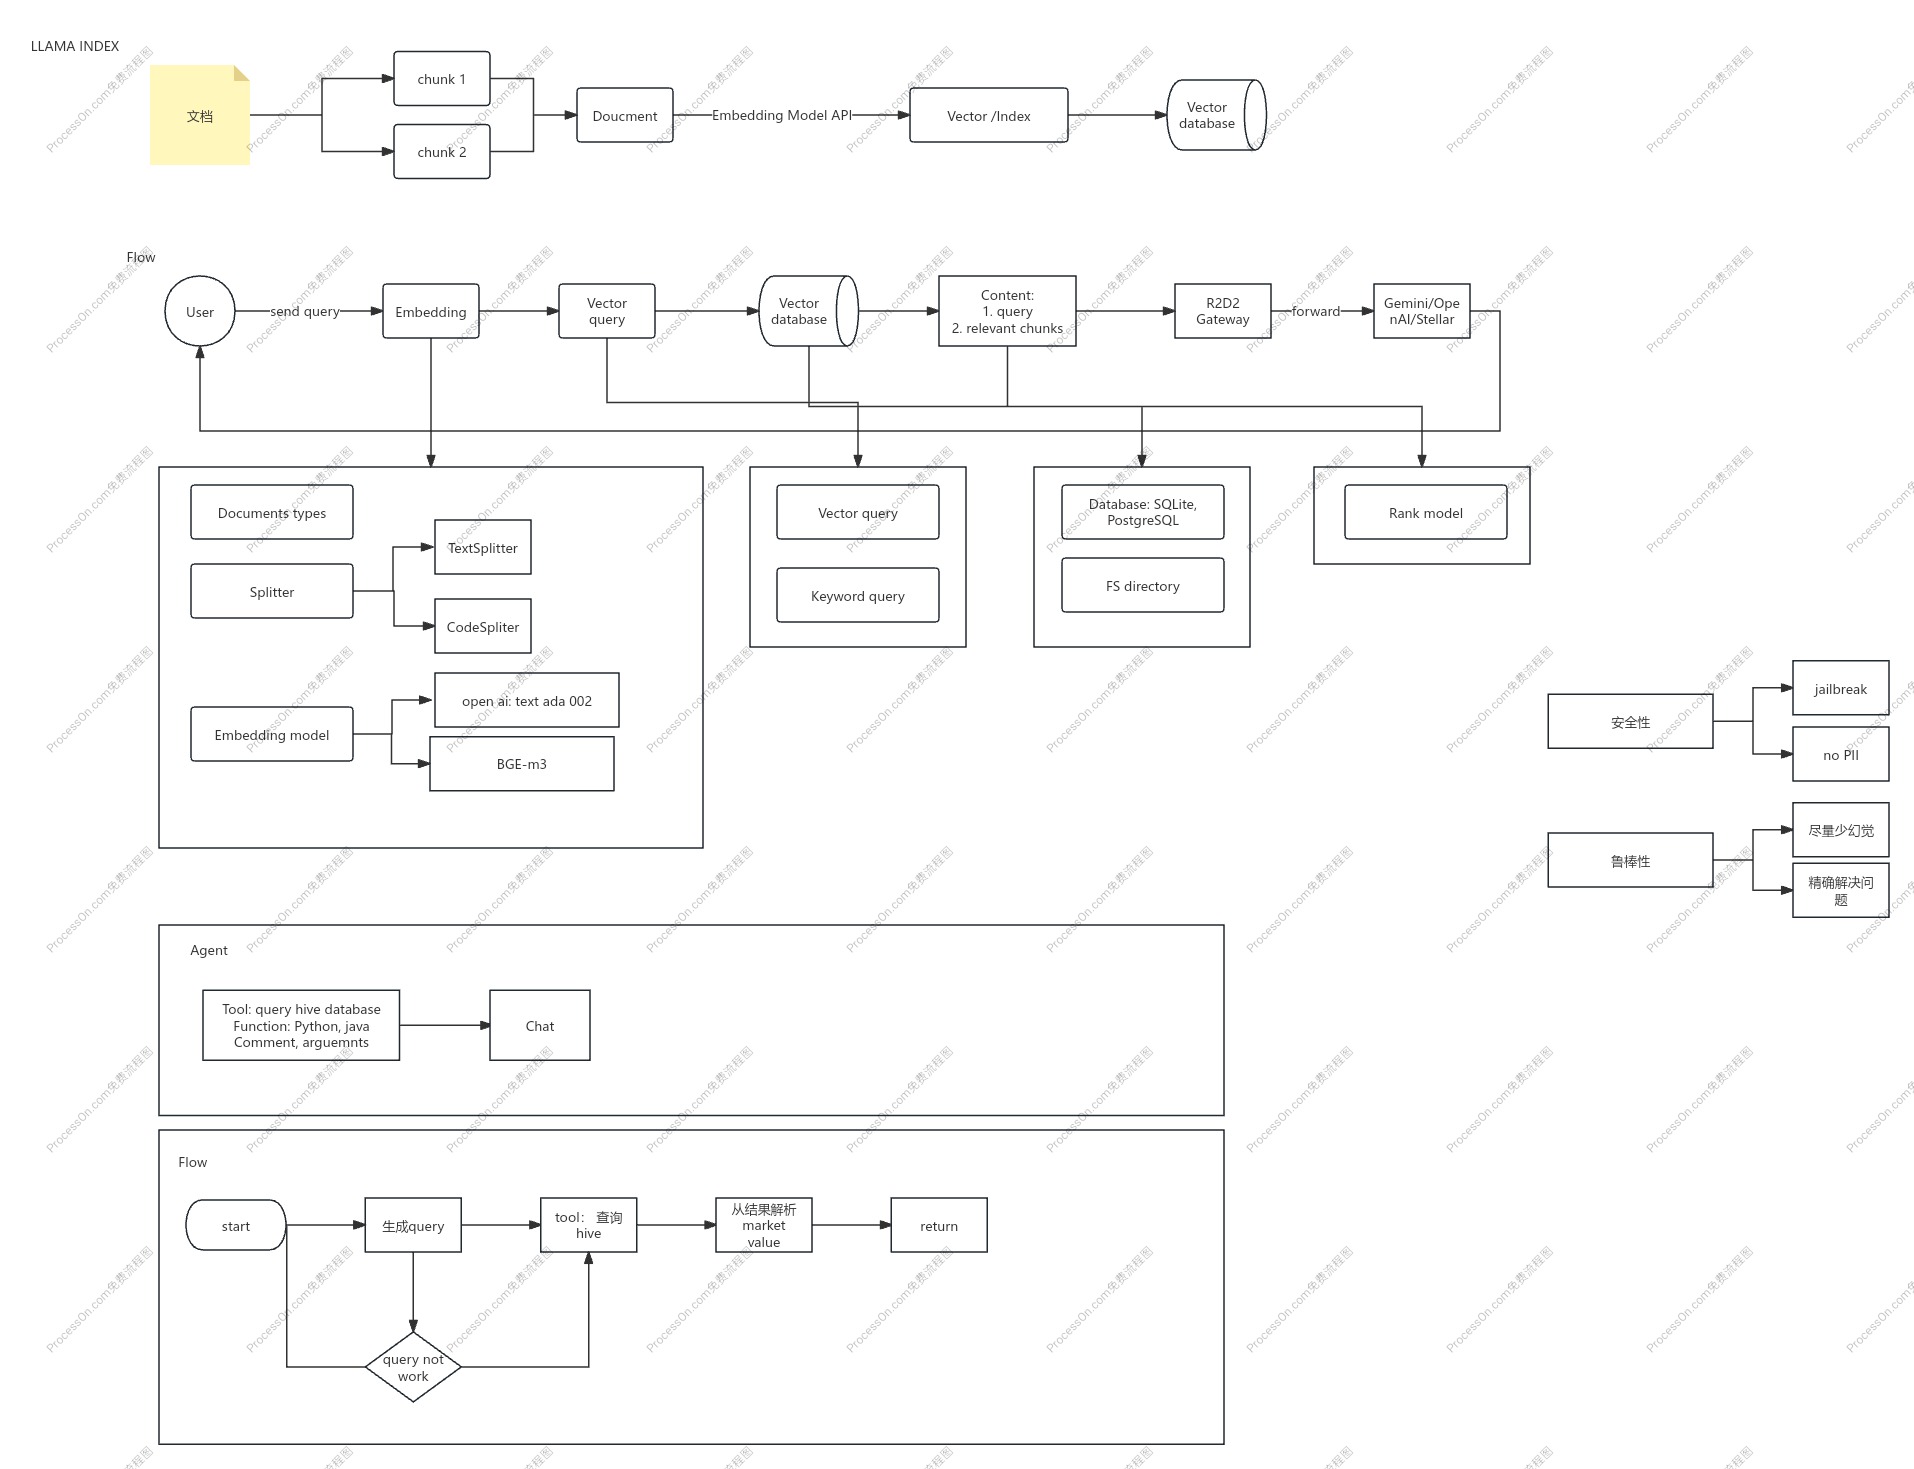 LLAMA INDEX
文档
chunk 1
chunk 2
Doucment
Embedding Model API
Vector /Index
Vector
database
Flow
User
send query
Embedding
Vector
query
Vector
database
Content:
1. query
2. relevant chunks
R2D2
Gateway
forward
Gemini/Ope
nAI/Stellar
Documents types
Splitter
TextSplitter
CodeSpliter
Embedding model
open ai: text ada 002
BGE-m3
Vector query
Keyword query
Database: SQLite,
PostgreSQL
FS directory
Rank model
安全性
jailbreak
no PII
鲁棒性
尽量少幻觉
精确解决问
题
Agent
Tool: query hive database
Function: Python, java
Comment, arguemnts
Chat
Flow
start
生成query
tool： 查询
hive
从结果解析
market
value
return
query not
work
ProcessOn.com免费流程图